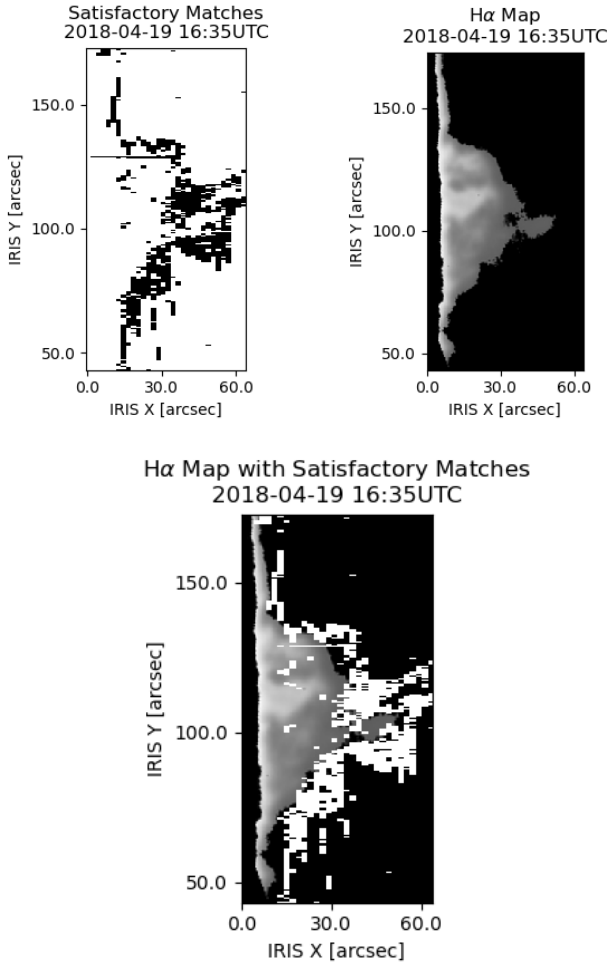 Satisfactory Matches
2018-04-19 16:35UTC
150.0
100.0
50.0
IRIS Y [arcsec]
0.0 30.0 60.0
IRIS X [arcsec]
Hα Map
2018-04-19 16:35UTC
150.0
100.0
50.0
IRIS Y [arcsec]
0.0 30.0 60.0
IRIS X [arcsec]
Hα Map with Satisfactory Matches
2018-04-19 16:35UTC
150.0
100.0
50.0
IRIS Y [arcsec]
0.0 30.0 60.0
IRIS X [arcsec]